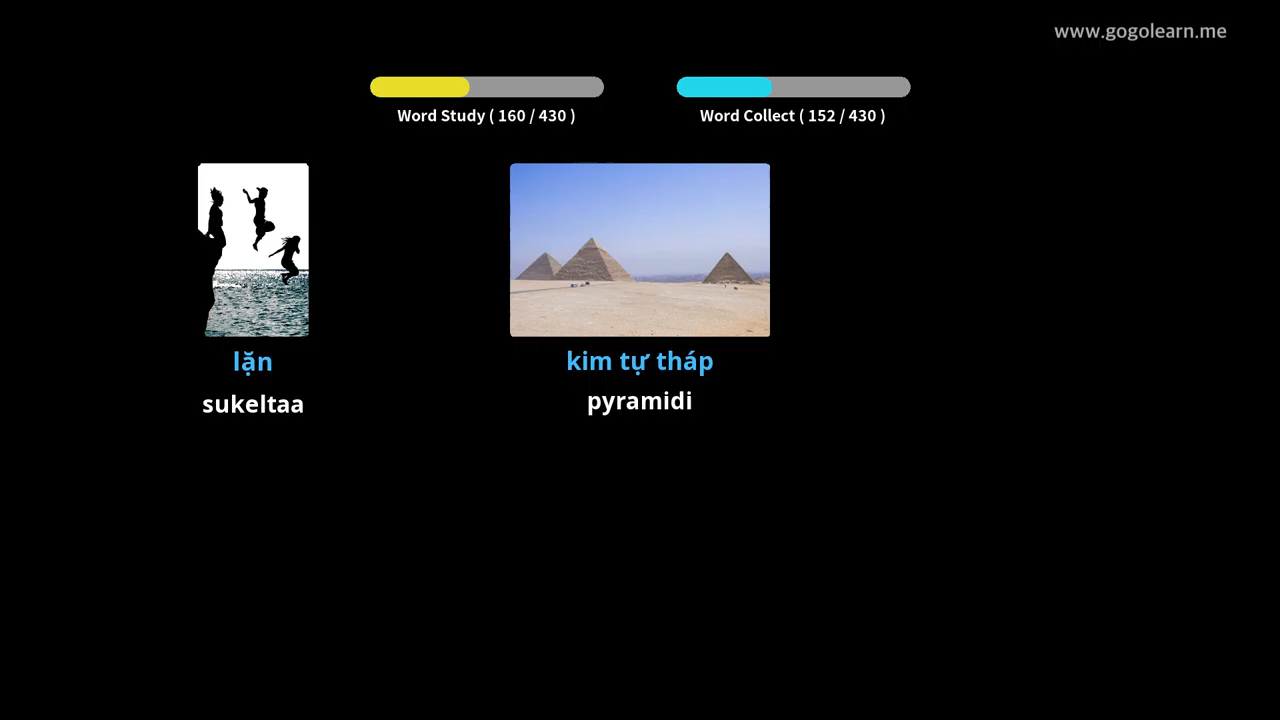 www.gogolearn.me
Word Study ( 160 / 430 )
Word Collect ( 152 / 430 )
lặn
sukeltaa
kim tự tháp
pyramidi